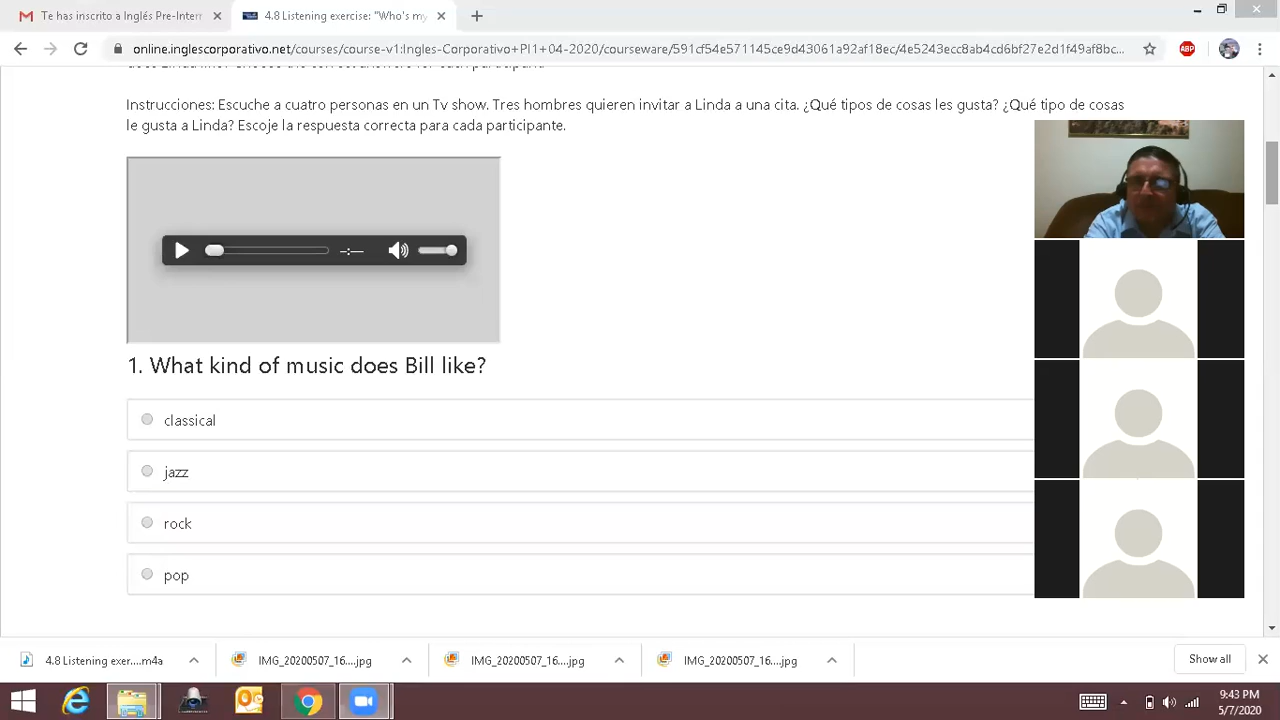 Te has inscrito a Inglés Pre-Interr
4.8 Listening exercise: "Who's my
online.inglescorporativo.net/courses/course-v1:Ingles-Corporativo+PI1+04-2020/courseware/591cf54e571145ce9d43061a92af18ec/4e5243ecc8ab4cd6bf27e2d1f49af8bc...
ABP
Instrucciones: Escuche a cuatro personas en un Tv show. Tres hombres quieren invitar a Linda a una cita. ¿Qué tipos de cosas les gusta? ¿Qué tipo de cosas
le gusta a Linda? Escoje la respuesta correcta para cada participante.
-:--
1. What kind of music does Bill like?
classical
jazz
rock
pop
4.8 Listening exer....m4a
IMG_20200507_16....jpg
IMG_20200507_16....jpg
IMG_20200507_16....jpg
Show all
9:43 PM
5/7/2020